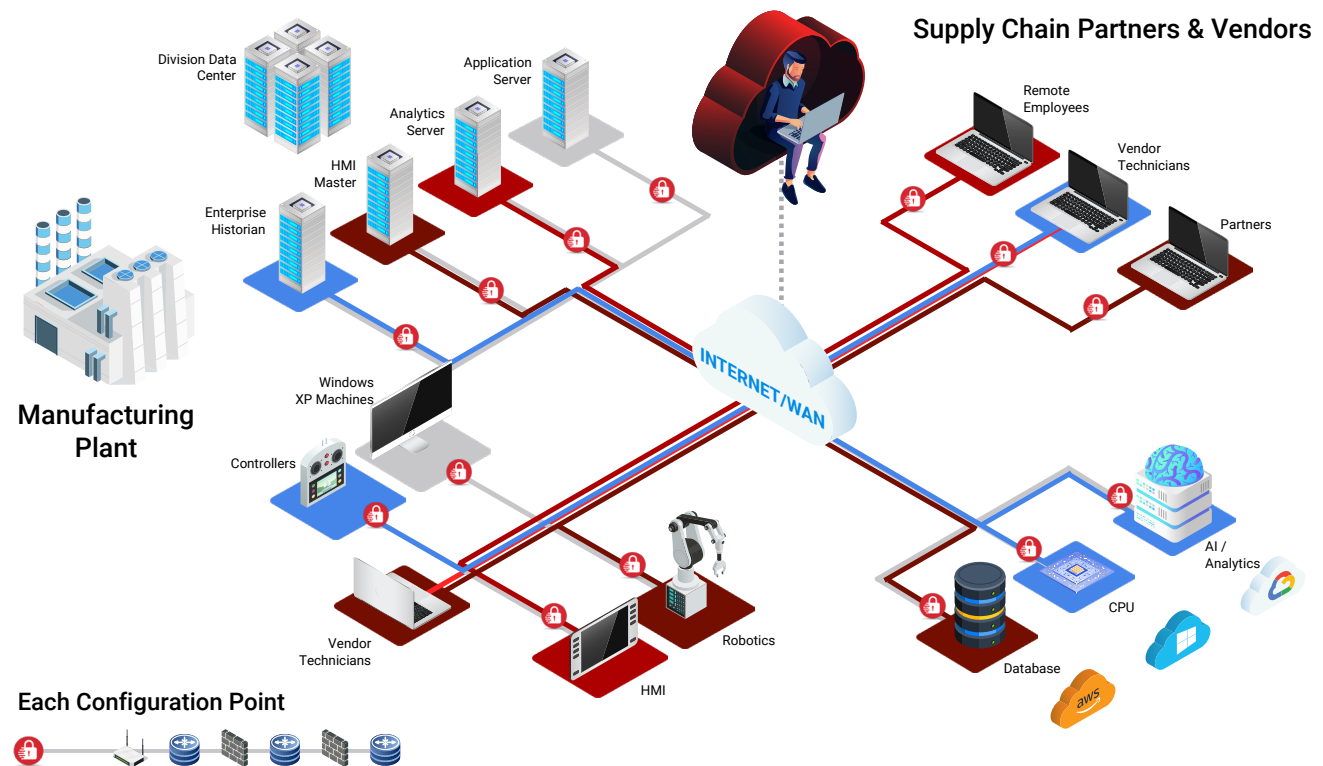 Supply Chain Partners & Vendors
Division Data
Center
Application
Server
Analytics
Server
HMI
Master
Enterprise
Historian
Remote
Employees
Vendor
Technicians
Partners
Manufacturing
Plant
INTERNET/WAN
Windows
XP Machines
Controllers
Vendor
Technicians
Robotics
HMI
AI /
Analytics
CPU
Database
aws
Each Configuration Point